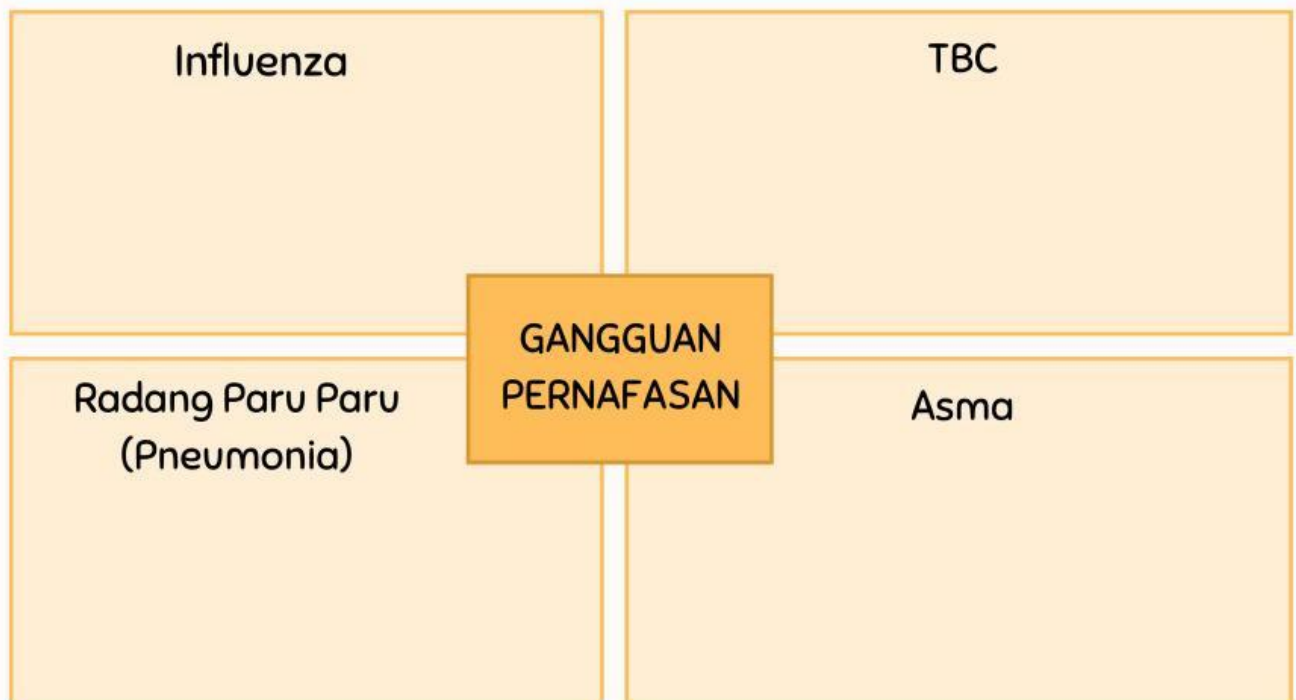 Influenza
TBC
GANGGUAN
PERNAFASAN
Radang Paru Paru
(Pneumonia)
Asma